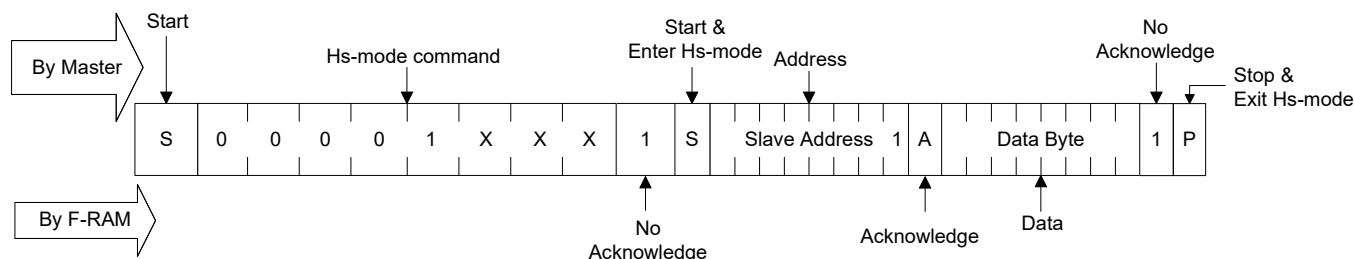 Start
By Master
Hs-mode command
Start &
Enter Hs-mode
Address
No
Acknowledge
Stop &
Exit Hs-mode
S 0 0 0 0 1 X X X 1 S Slave Address 1 A Data Byte 1 P
By F-RAM
No
Acknowledge
Acknowledge
Data